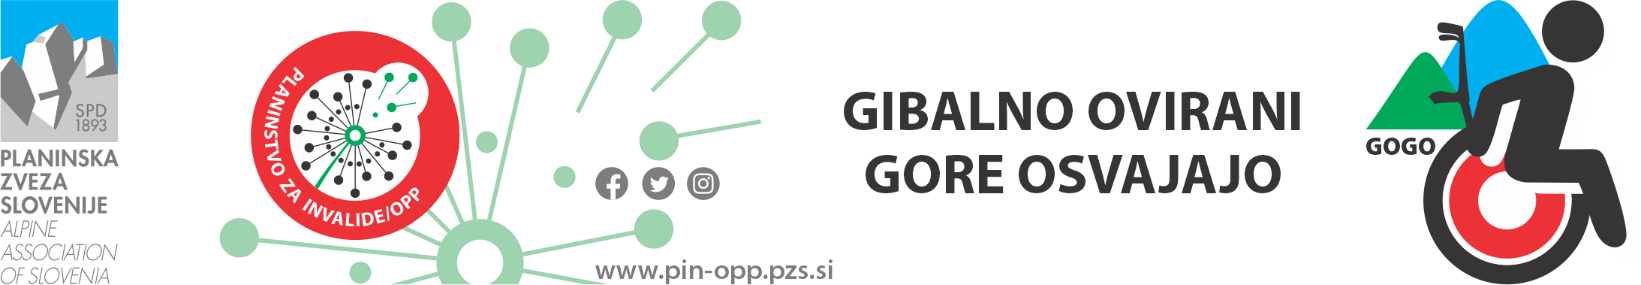 SPD
1893
PLANINSKA
ZVEZA
SLOVENIJE
ALPINE
ASSOCIATION
OF SLOVENIA
PLANINSTVO ZA INVALIDE/OPP
www.pin-opp.pzs.si
GIBALNO OVIRANI
GORE OSVAJAJO
GOGO